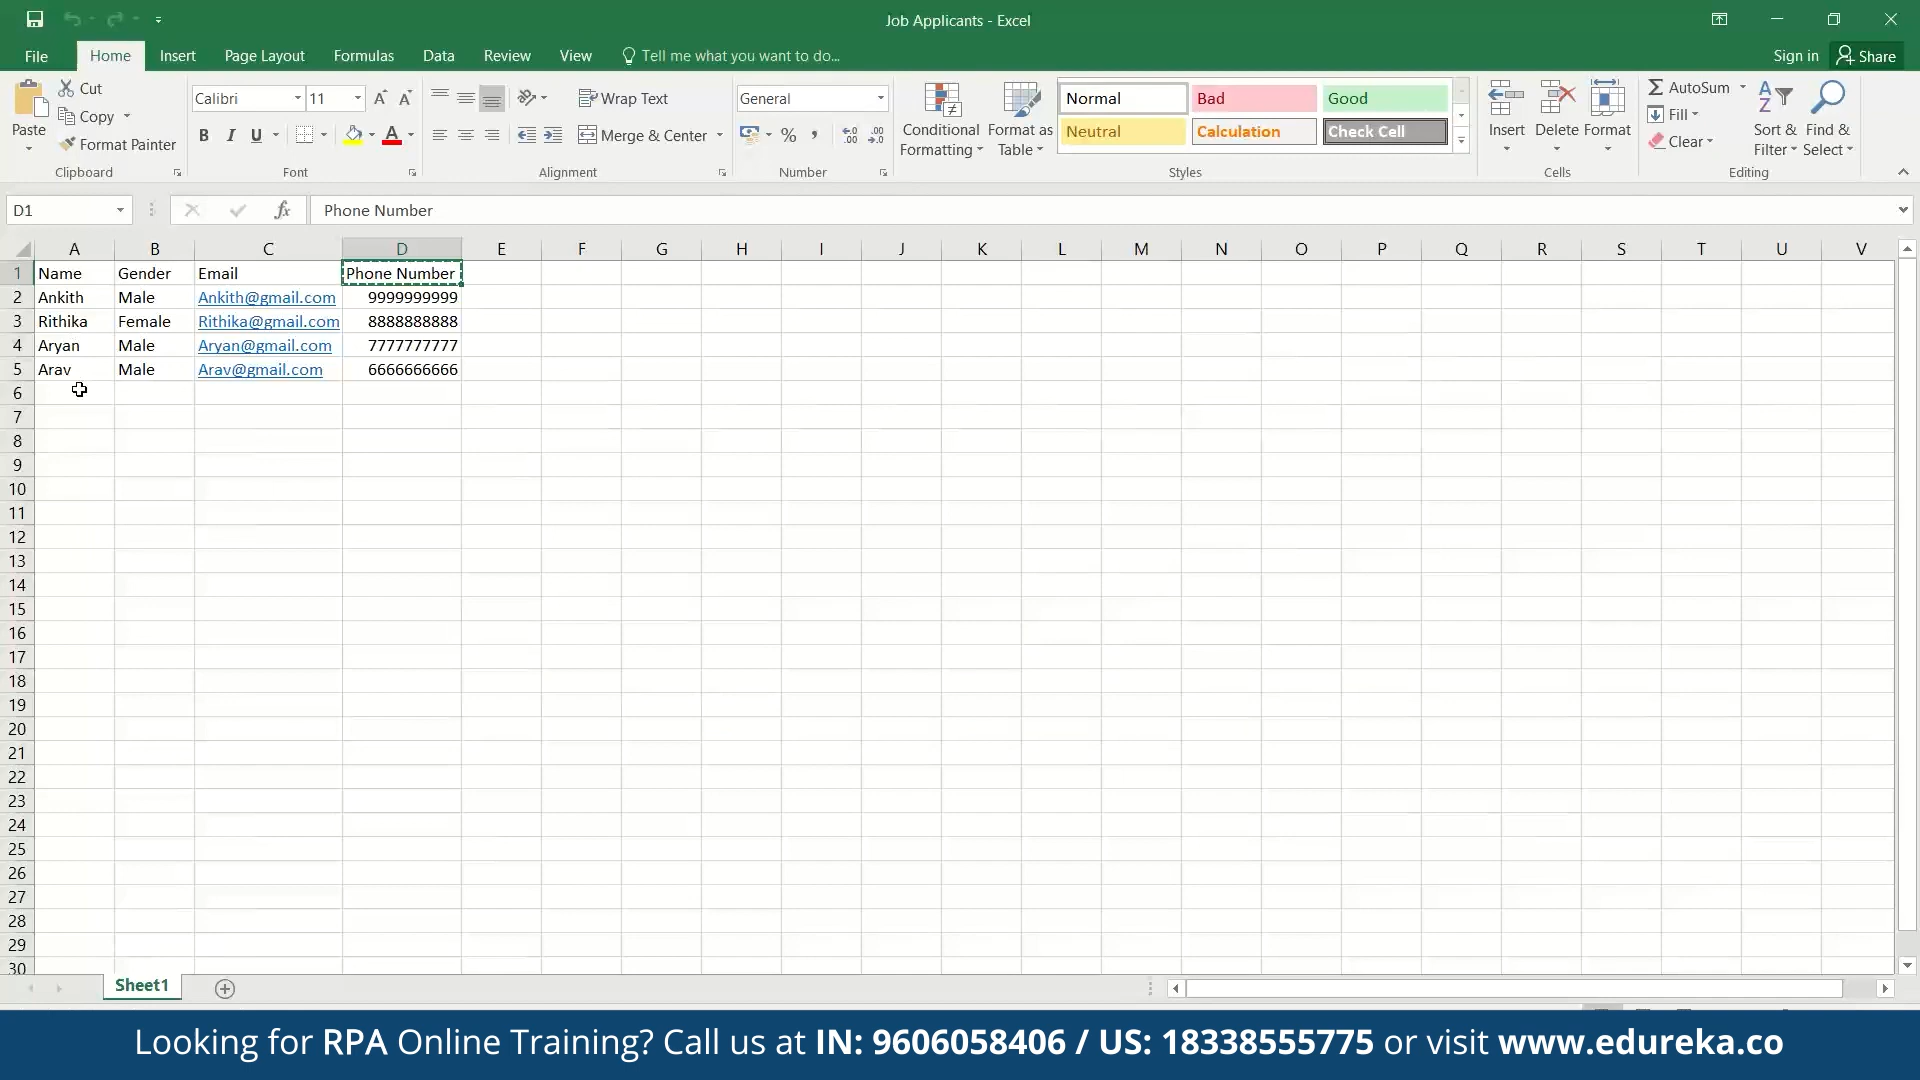 Job Applicants - Excel
File Home Insert Page Layout Formulas Data Review View Tell me what you want to do... Sign in Share
Paste
Cut
Copy
Format Painter
Clipboard
Calibri 11
B I U
Font
Wrap Text
Merge & Center
Alignment
General
%
Number
Conditional Formatting
Format as Table
Normal Bad Good
Neutral Calculation Check Cell
Styles
Insert Delete Format
Cells
AutoSum
Fill
Clear
Sort & Filter
Find & Select
Editing
D1 fx Phone Number
A B C D E F G H I J K L M N O P Q R S T U V
1 Name Gender Email Phone Number
2 Ankith Male Ankith@gmail.com 9999999999
3 Rithika Female Rithika@gmail.com 8888888888
4 Aryan Male Aryan@gmail.com 7777777777
5 Arav Male Arav@gmail.com 6666666666
6
7
8
9
10
11
12
13
14
15
16
17
18
19
20
21
22
23
24
25
26
27
28
29
30
Sheet1
Looking for RPA Online Training? Call us at IN: 9606058406 / US: 18338555775 or visit www.edureka.co